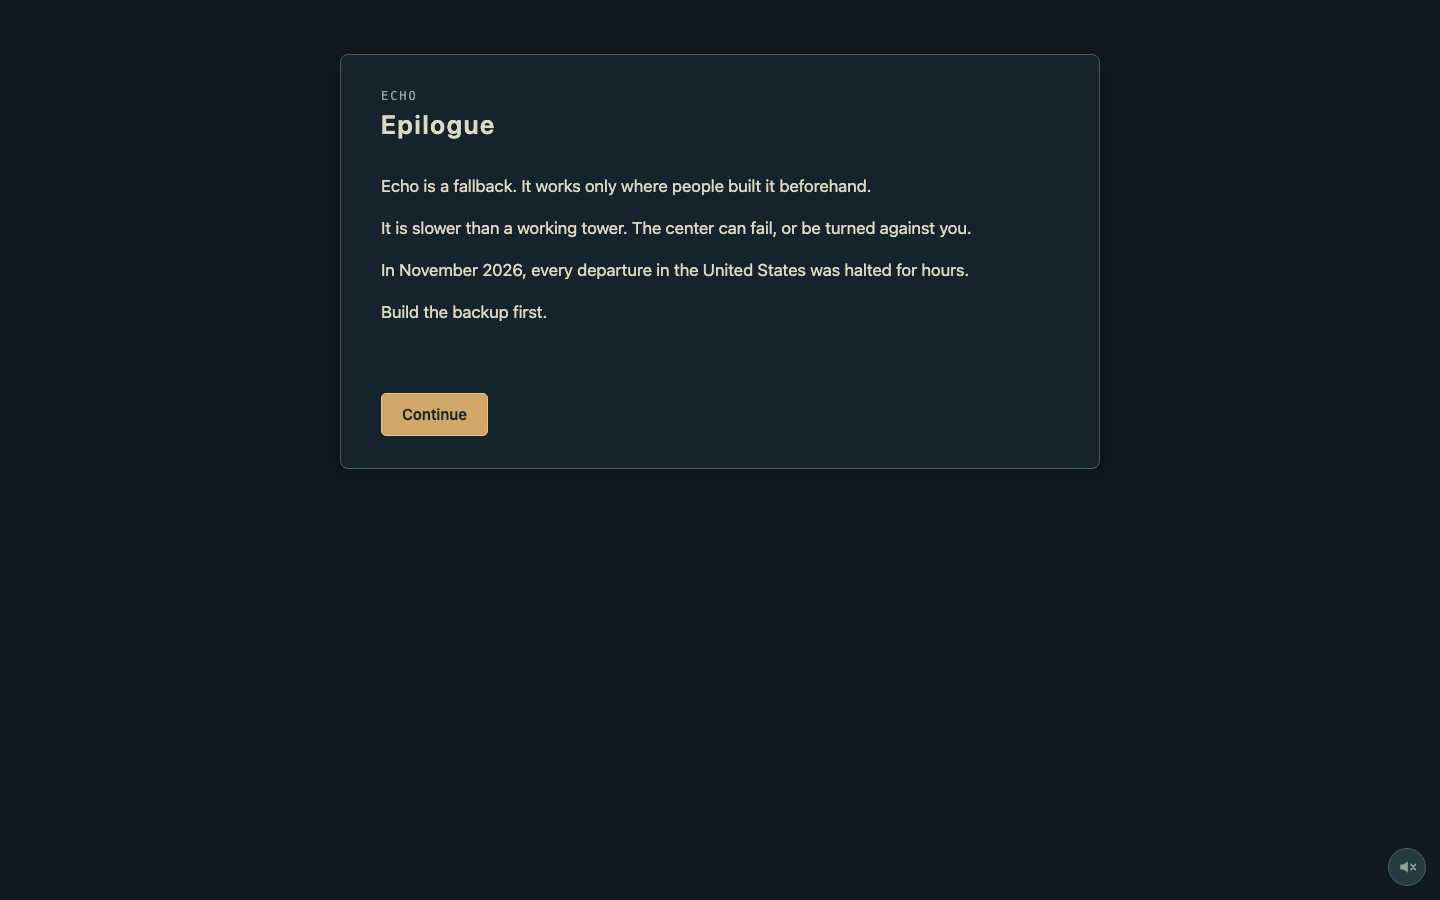 ECHO
Epilogue
Echo is a fallback. It works only where people built it beforehand.
It is slower than a working tower. The center can fail, or be turned against you.
In November 2026, every departure in the United States was halted for hours.
Build the backup first.
Continue